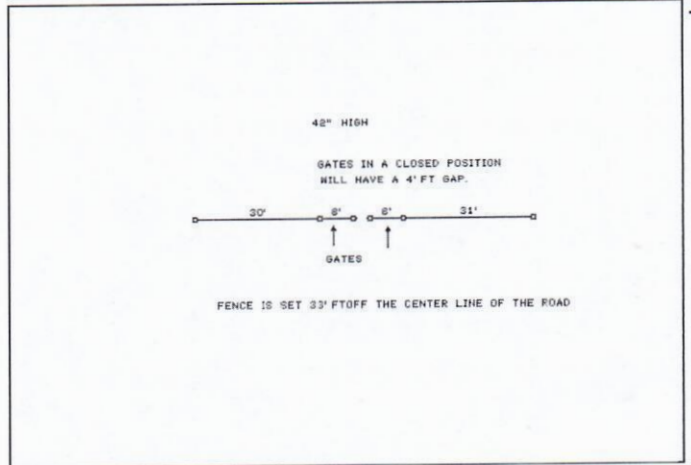 42" HIGH
GATES IN A CLOSED POSITION
WILL HAVE A 4' FT GAP.
30' 6' 6' 31'
GATES
FENCE IS SET 33' FTOFF THE CENTER LINE OF THE ROAD